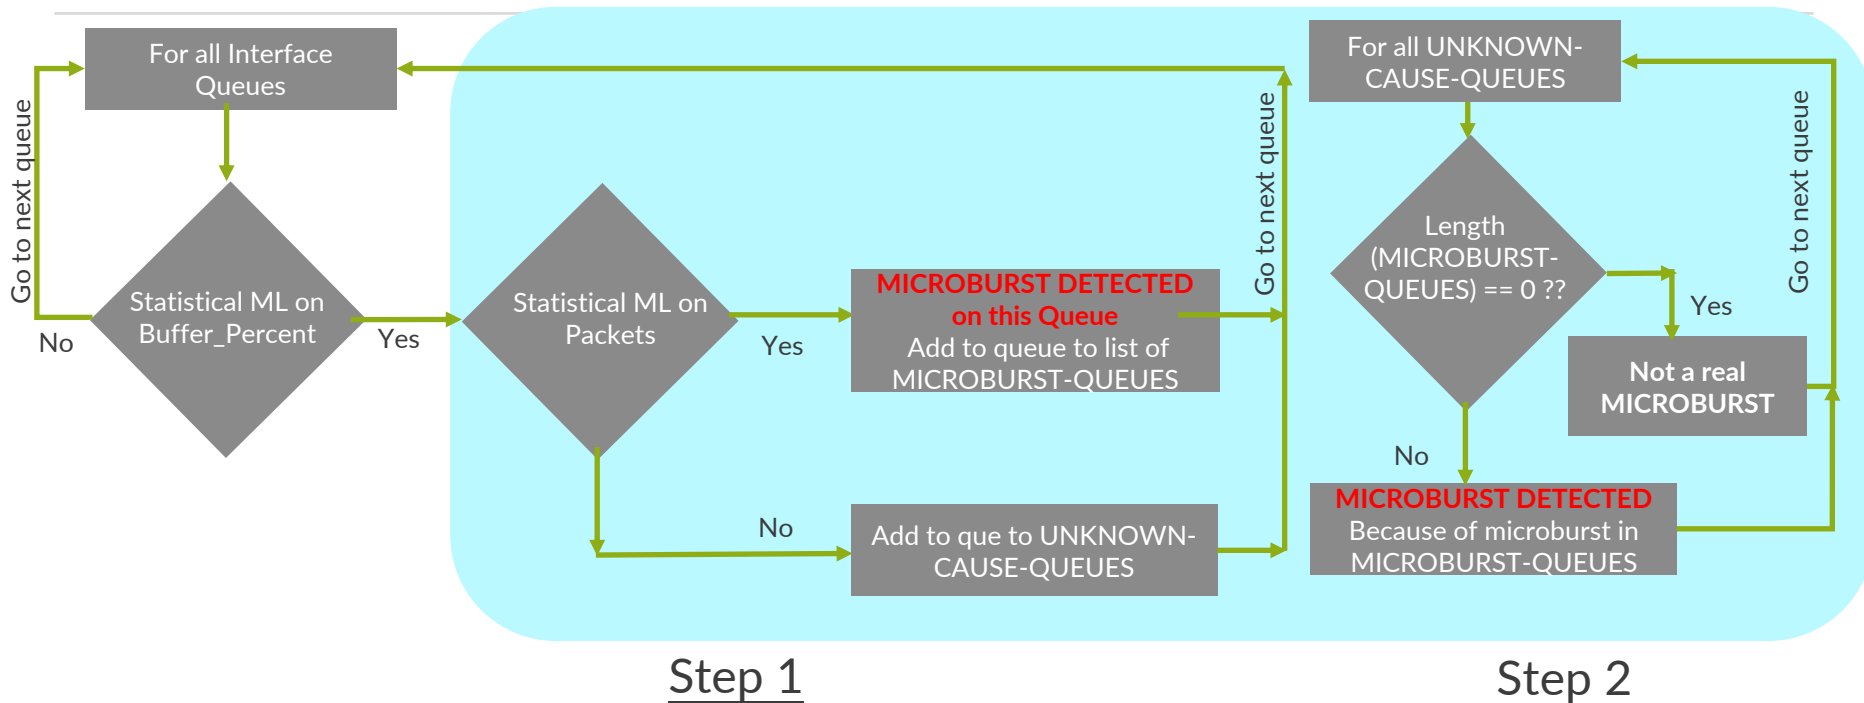 For all Interface
Queues
Go to next queue
Statistical ML on
Buffer_Percent
No
Yes
Statistical ML on
Packets
Yes
MICROBURST DETECTED
on this Queue
Add to queue to list of
MICROBURST-QUEUES
No
Add to que to UNKNOWN-
CAUSE-QUEUES
Go to next queue
Step 1
For all UNKNOWN-
CAUSE-QUEUES
Length
(MICROBURST-
QUEUES) == 0 ??
Yes
Not a real
MICROBURST
No
MICROBURST DETECTED
Because of microburst in
MICROBURST-QUEUES
Go to next queue
Step 2